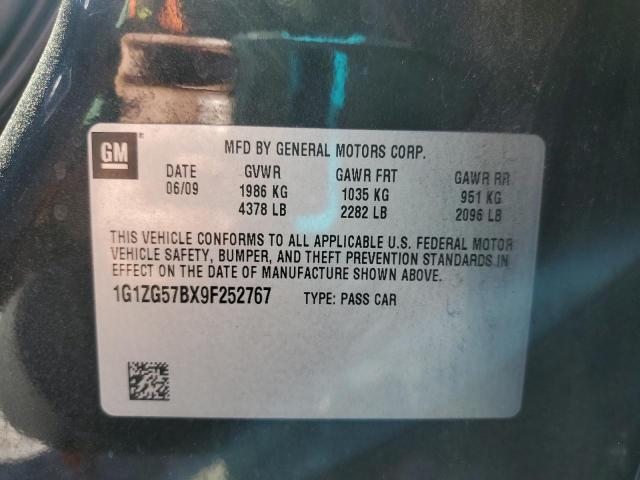 GM
MFD BY GENERAL MOTORS CORP.
DATE GVWR GAWR FRT GAWR RR
06/09 1986 KG 1035 KG 951 KG
4378 LB 2282 LB 2096 LB
THIS VEHICLE CONFORMS TO ALL APPLICABLE U.S. FEDERAL MOTOR
VEHICLE SAFETY, BUMPER, AND THEFT PREVENTION STANDARDS IN
EFFECT ON THE DATE OF MANUFACTURE SHOWN ABOVE.
1G1ZG57BX9F252767 TYPE: PASS CAR